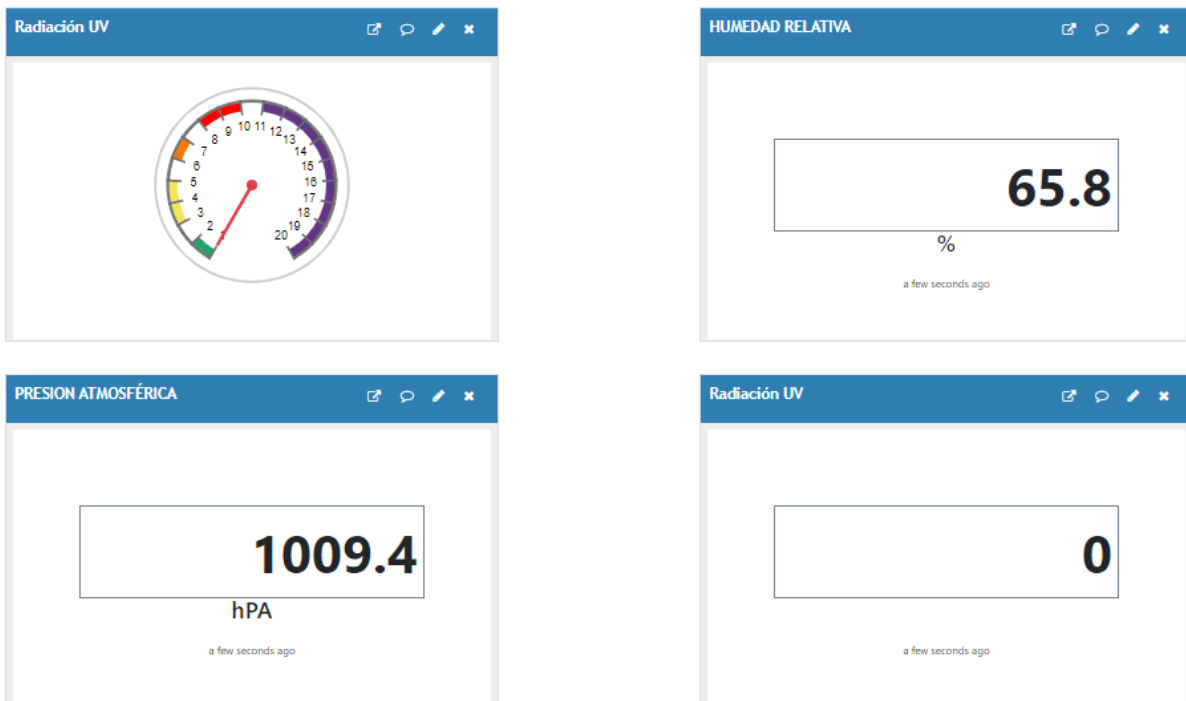 Radiación UV
1 2 3 4 5 6 7 8 9 10 11 12 13 14 15 16 17 18 19 20
HUMEDAD RELATIVA
65.8
%
a few seconds ago
PRESION ATMOSFÉRICA
1009.4
hPA
a few seconds ago
Radiación UV
0
a few seconds ago